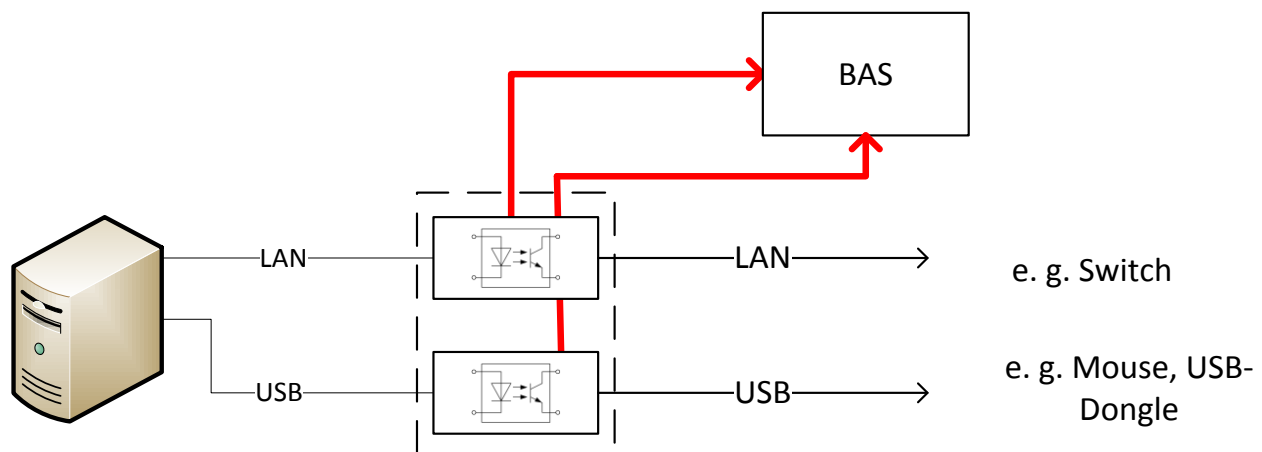 BAS
LAN
LAN
e. g. Switch
USB
USB
e. g. Mouse, USB-
Dongle